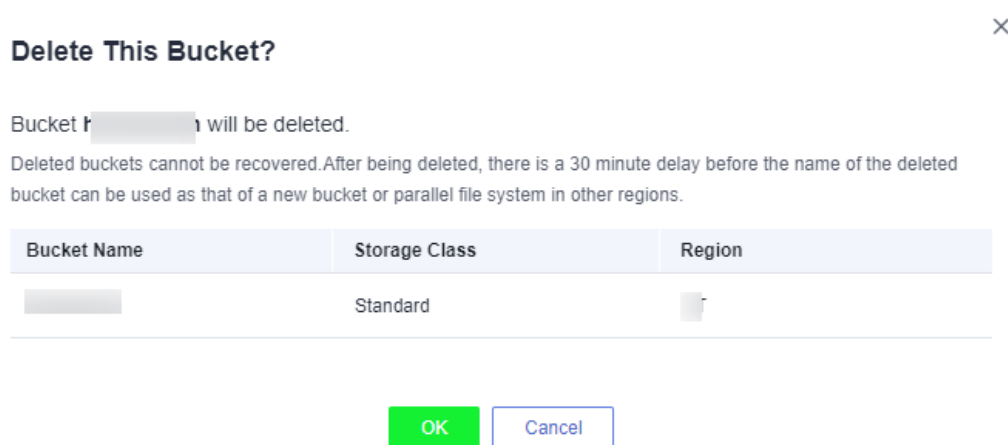 Delete This Bucket?
Bucket will be deleted.
Deleted buckets cannot be recovered.After being deleted, there is a 30 minute delay before the name of the deleted
bucket can be used as that of a new bucket or parallel file system in other regions.
Bucket Name Storage Class Region
Standard
OK Cancel